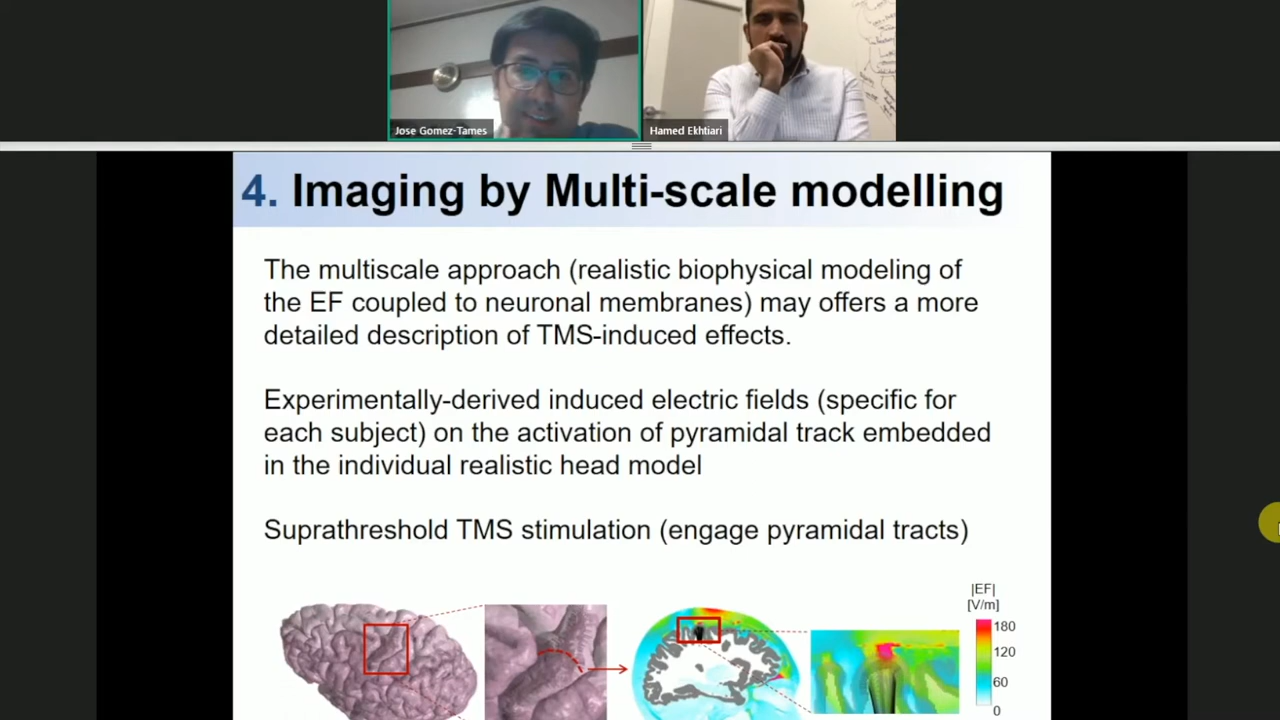 Jose Gomez-Tames
Hamed Ekhtiari
4. Imaging by Multi-scale modelling
The multiscale approach (realistic biophysical modeling of
the EF coupled to neuronal membranes) may offers a more
detailed description of TMS-induced effects.
Experimentally-derived induced electric fields (specific for
each subject) on the activation of pyramidal track embedded
in the individual realistic head model
Suprathreshold TMS stimulation (engage pyramidal tracts)
|EF|
[V/m]
180
120
60
0